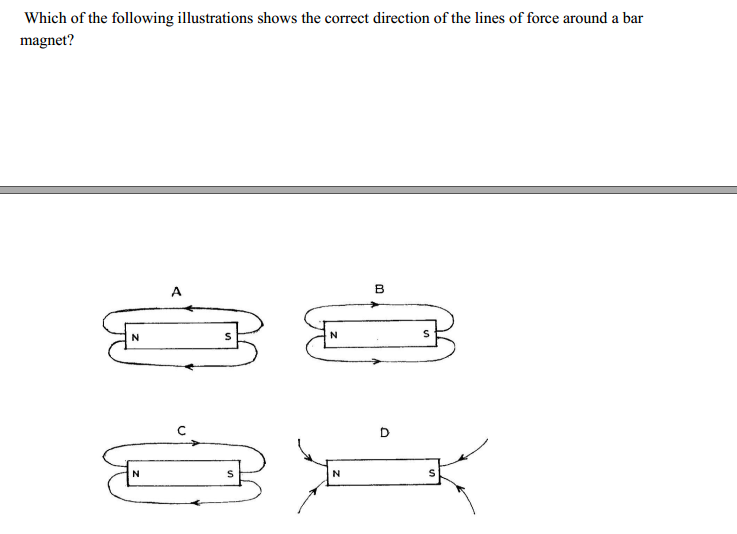 Which of the following illustrations shows the correct direction of the lines of force around a bar
magnet?
A
B
N S
N S
C
D
N S
N S